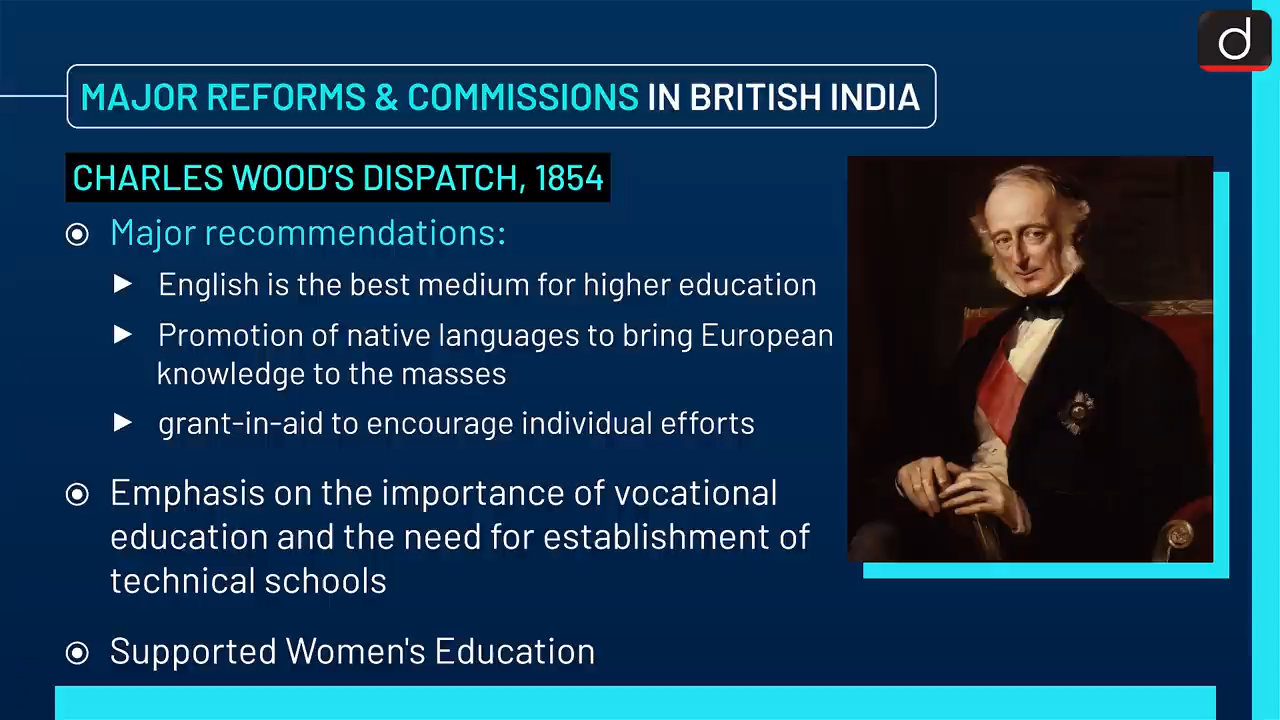 d
MAJOR REFORMS & COMMISSIONS IN BRITISH INDIA
CHARLES WOOD’S DISPATCH, 1854
Major recommendations:
English is the best medium for higher education
Promotion of native languages to bring European
knowledge to the masses
grant-in-aid to encourage individual efforts
Emphasis on the importance of vocational
education and the need for establishment of
technical schools
Supported Women's Education